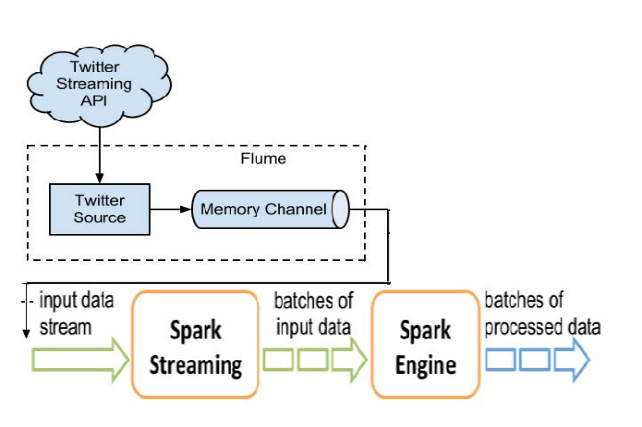 Twitter
Streaming
API
Flume
Twitter
Source
Memory Channel
input data
stream
Spark
Streaming
batches of
input data
Spark
Engine
batches of
processed data